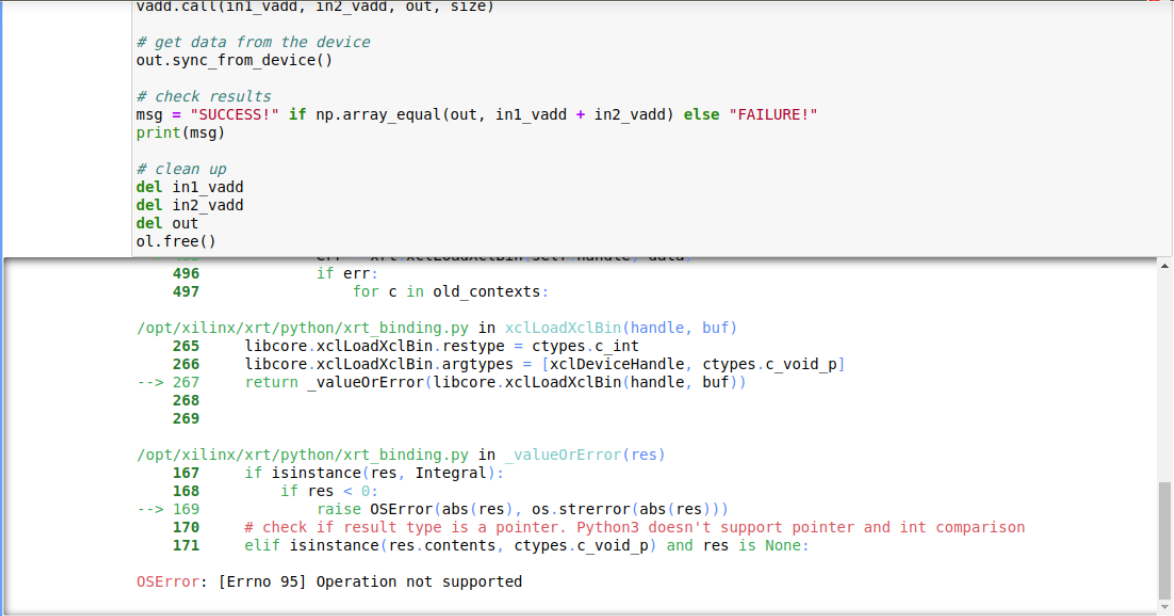 vadd.call(in1_vadd, in2_vadd, out, size)
# get data from the device
out.sync_from_device()
# check results
msg = "SUCCESS!" if np.array_equal(out, in1_vadd + in2_vadd) else "FAILURE!"
print(msg)
# clean up
del in1_vadd
del in2_vadd
del out
ol.free()
496                 if err:
497                     for c in old_contexts:
/opt/xilinx/xrt/python/xrt_binding.py in xclLoadXclBin(handle, buf)
265     libcore.xclLoadXclBin.restype = ctypes.c_int
266     libcore.xclLoadXclBin.argtypes = [xclDeviceHandle, ctypes.c_void_p]
--> 267     return _valueOrError(libcore.xclLoadXclBin(handle, buf))
268
269
/opt/xilinx/xrt/python/xrt_binding.py in _valueOrError(res)
167     if isinstance(res, Integral):
168         if res < 0:
--> 169             raise OSError(abs(res), os.strerror(abs(res)))
170     # check if result type is a pointer. Python3 doesn't support pointer and int comparison
171     elif isinstance(res.contents, ctypes.c_void_p) and res is None:
OSError: [Errno 95] Operation not supported